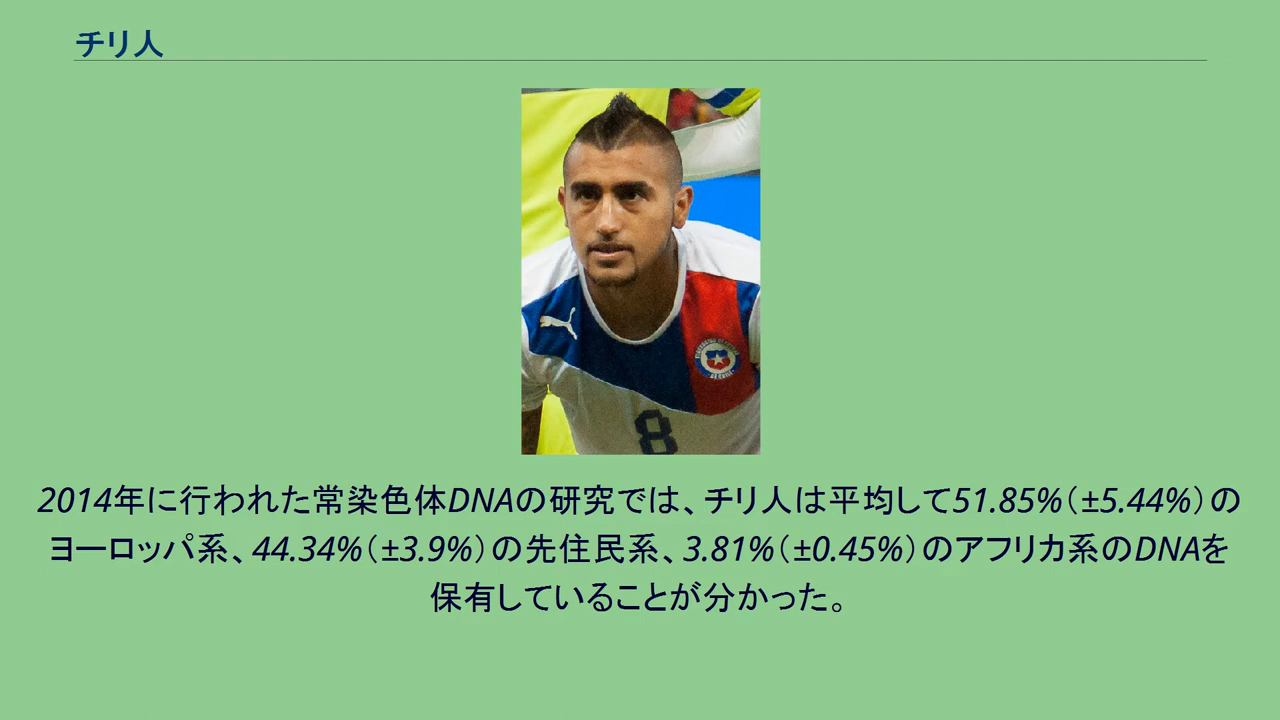 チリ人
8
2014年に行われた常染色体DNAの研究では、チリ人は平均して51.85%（±5.44%）の
ヨーロッパ系、44.34%（±3.9%）の先住民系、3.81%（±0.45%）のアフリカ系のDNAを
保有していることが分かった。